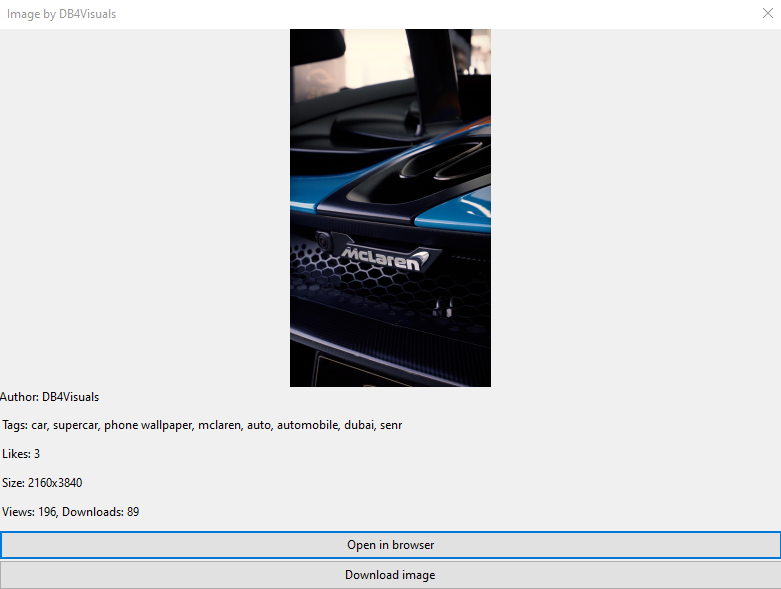 Image by DB4Visuals
McLaren
Author: DB4Visuals
Tags: car, supercar, phone wallpaper, mclaren, auto, automobile, dubai, senr
Likes: 3
Size: 2160x3840
Views: 196, Downloads: 89
Open in browser
Download image